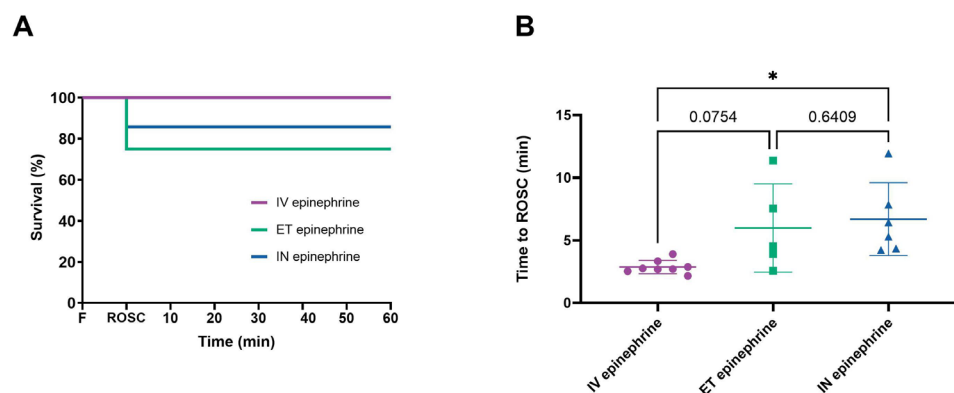 A
100
80
60
40
20
0
Survival (%)
IV epinephrine
ET epinephrine
IN epinephrine
F ROSC 10 20 30 40 50 60
Time (min)
B
*
0.0754
0.6409
15
10
5
0
Time to ROSC (min)
IV epinephrine
ET epinephrine
IN epinephrine